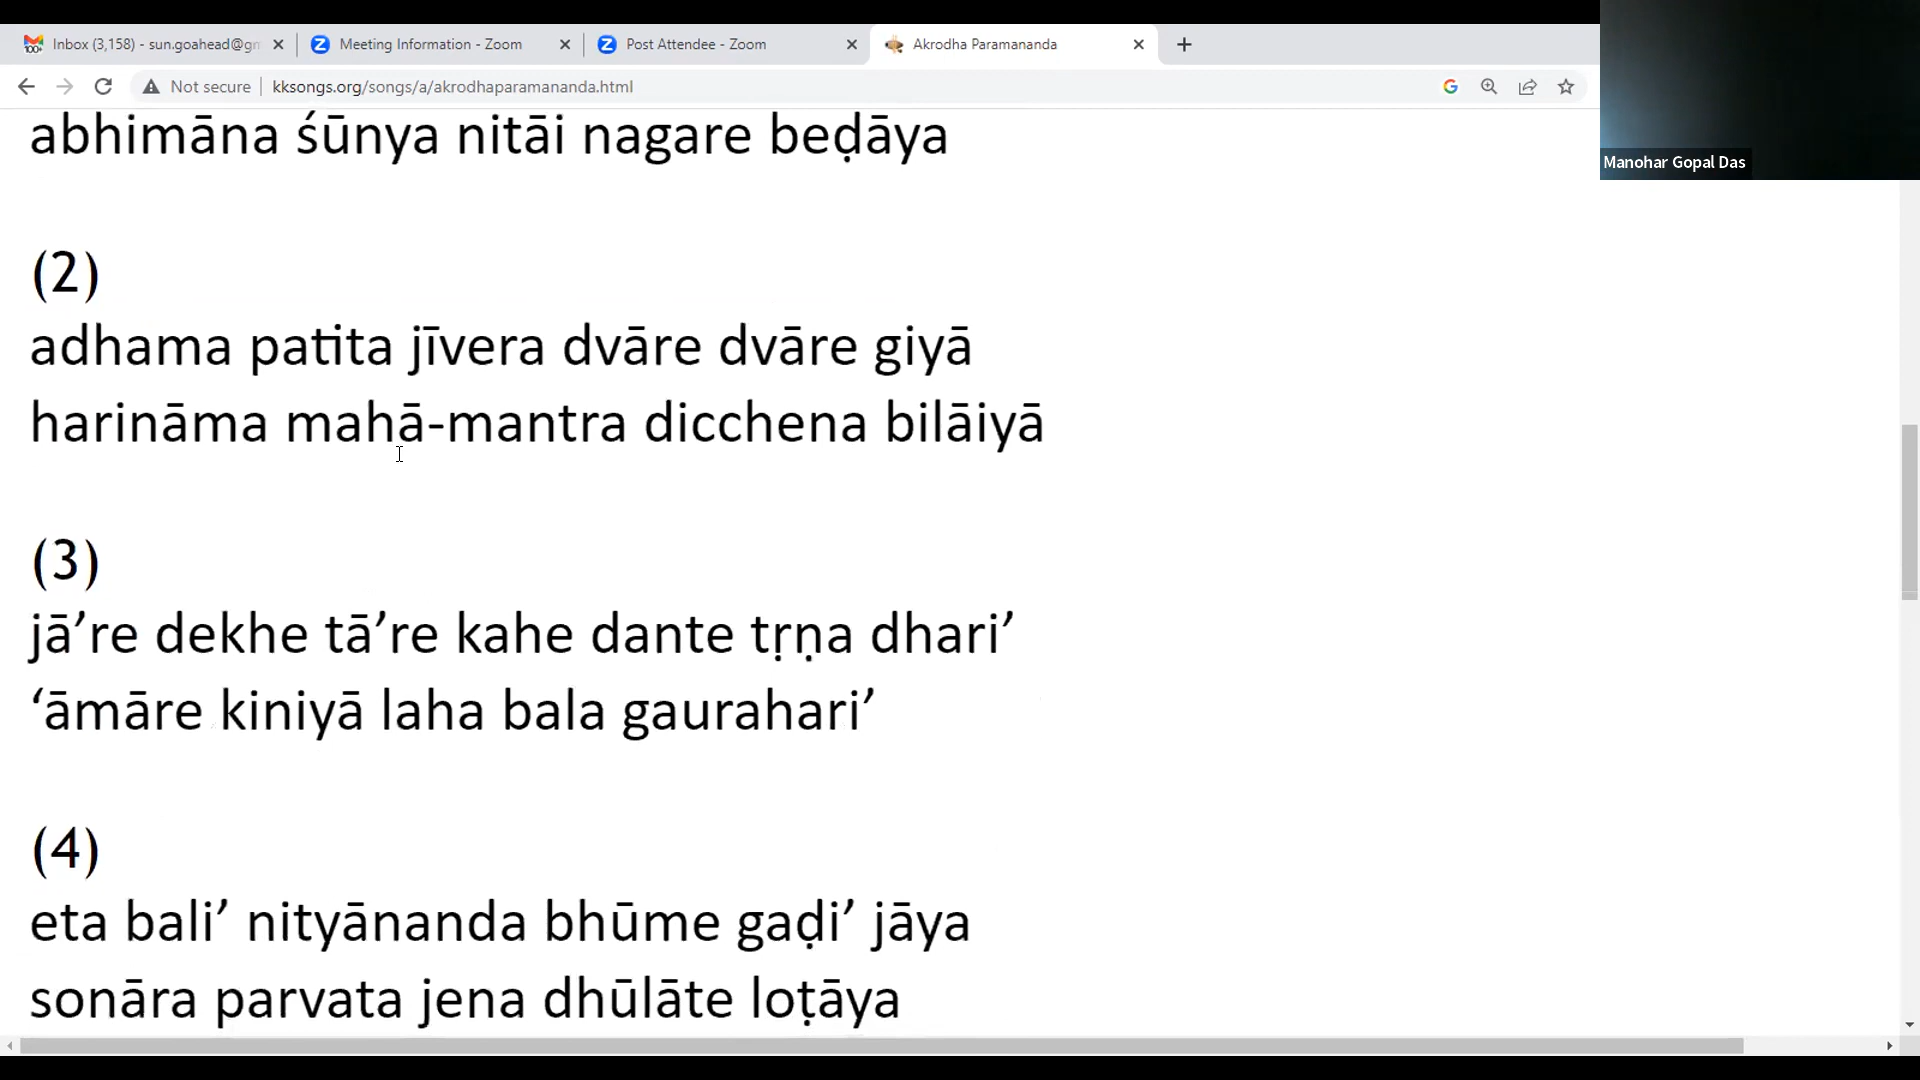 Inbox (3,158) - sun.goahead@gm
Meeting Information - Zoom
Post Attendee - Zoom
Akrodha Paramananda
Not secure
kksongs.org/songs/a/akrodhaparamananda.html
Manohar Gopal Das
abhimāna śūnya nitāi nagare beḍāya
(2)
adhama patita jīvera dvāre dvāre giyā
harināma mahā-mantra dicchena bilāiyā
(3)
jā’re dekhe tā’re kahe dante tṛṇa dhari’
‘āmāre kiniyā laha bala gaurahari’
(4)
eta bali’ nityānanda bhūme gaḍi’ jāya
sonāra parvata jena dhūlāte loṭāya